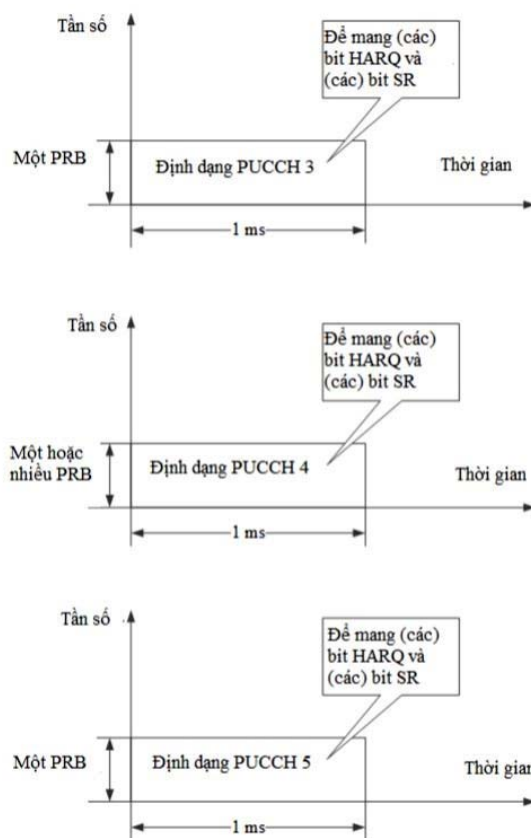 Tần số
Để mang (các)
bit HARQ và
(các) bit SR
Một PRB
Định dạng PUCCH 3
Thời gian
1 ms
Tần số
Để mang (các)
bit HARQ và
(các) bit SR
Một hoặc
nhiều PRB
Định dạng PUCCH 4
Thời gian
1 ms
Tần số
Để mang (các)
bit HARQ và
(các) bit SR
Một PRB
Định dạng PUCCH 5
Thời gian
1 ms